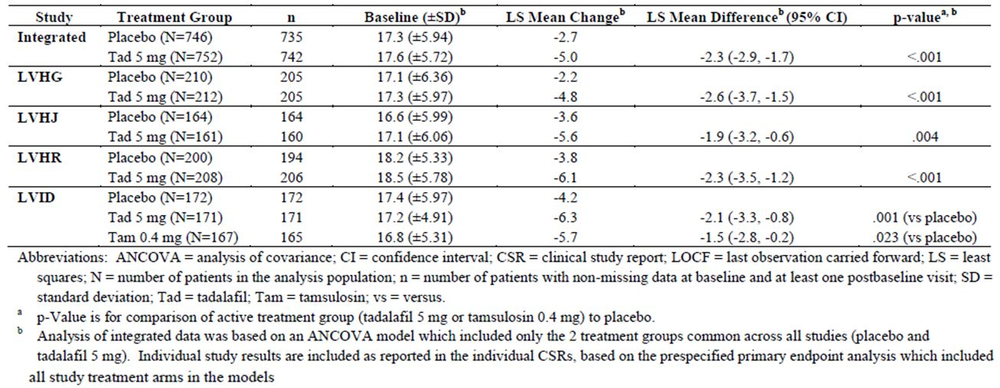 Study Treatment Group n Baseline (±SD)b LS Mean Changeb LS Mean Differenceb (95% CI) p-valuea, b
Integrated Placebo (N=746) 735 17.3 (±5.94) -2.7
Tad 5 mg (N=752) 742 17.6 (±5.72) -5.0 -2.3 (-2.9, -1.7) <.001
LVHG Placebo (N=210) 205 17.1 (±6.36) -2.2
Tad 5 mg (N=212) 205 17.3 (±5.97) -4.8 -2.6 (-3.7, -1.5) <.001
LVHJ Placebo (N=164) 164 16.6 (±5.99) -3.6
Tad 5 mg (N=161) 160 17.1 (±6.06) -5.6 -1.9 (-3.2, -0.6) .004
LVHR Placebo (N=200) 194 18.2 (±5.33) -3.8
Tad 5 mg (N=208) 206 18.5 (±5.78) -6.1 -2.3 (-3.5, -1.2) <.001
LVID Placebo (N=172) 172 17.4 (±5.97) -4.2
Tad 5 mg (N=171) 171 17.2 (±4.91) -6.3 -2.1 (-3.3, -0.8) .001 (vs placebo)
Tam 0.4 mg (N=167) 165 16.8 (±5.31) -5.7 -1.5 (-2.8, -0.2) .023 (vs placebo)
Abbreviations: ANCOVA = analysis of covariance; CI = confidence interval; CSR = clinical study report; LOCF = last observation carried forward; LS = least
squares; N = number of patients in the analysis population; n = number of patients with non-missing data at baseline and at least one postbaseline visit; SD =
standard deviation; Tad = tadalafil; Tam = tamsulosin; vs = versus.
a p-Value is for comparison of active treatment group (tadalafil 5 mg or tamsulosin 0.4 mg) to placebo.
b Analysis of integrated data was based on an ANCOVA model which included only the 2 treatment groups common across all studies (placebo and
tadalafil 5 mg). Individual study results are included as reported in the individual CSRs, based on the prespecified primary endpoint analysis which included
all study treatment arms in the models